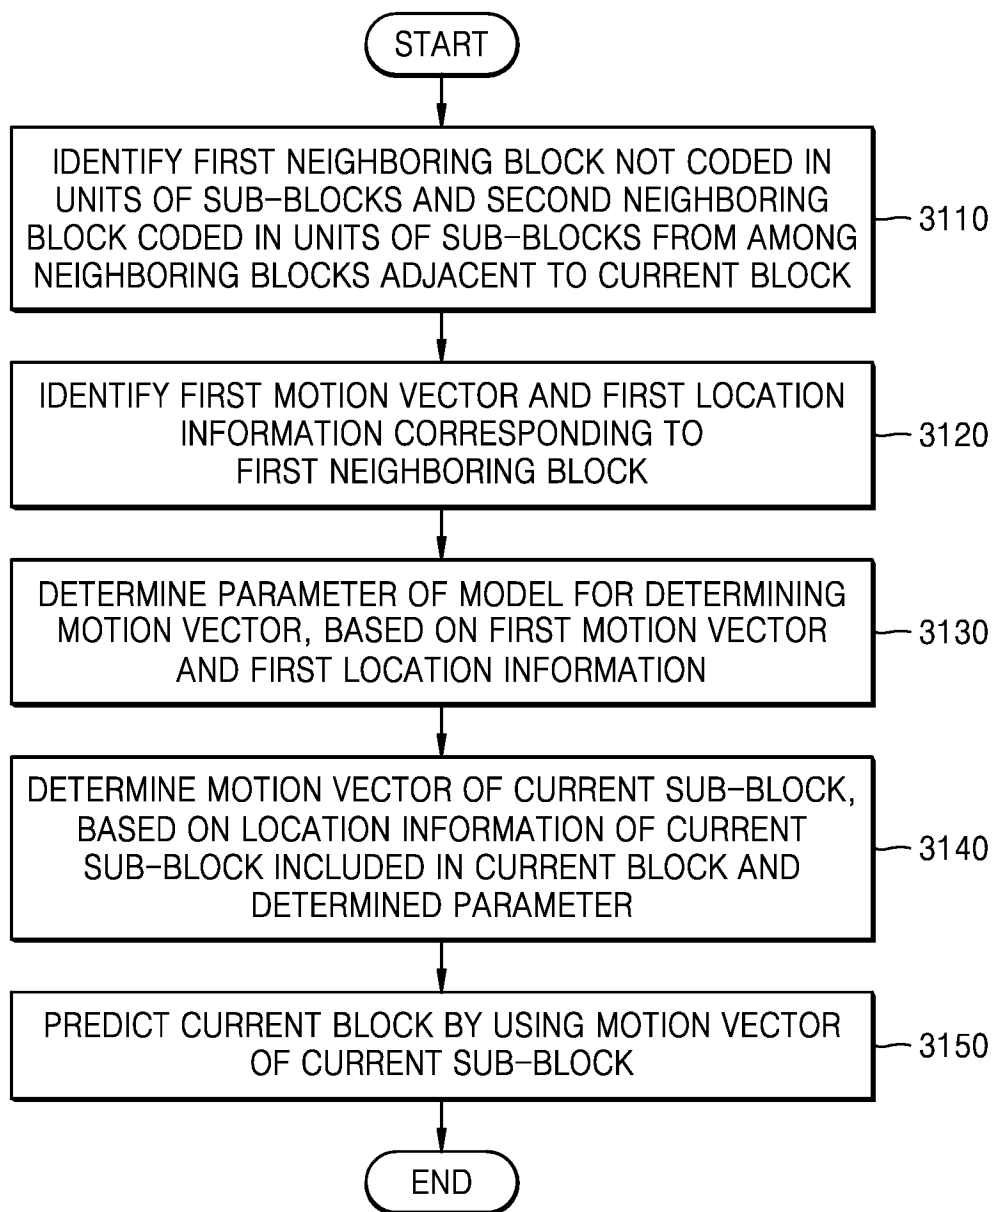 START
IDENTIFY FIRST NEIGHBORING BLOCK NOT CODED IN
UNITS OF SUB-BLOCKS AND SECOND NEIGHBORING
BLOCK CODED IN UNITS OF SUB-BLOCKS FROM AMONG
NEIGHBORING BLOCKS ADJACENT TO CURRENT BLOCK
3110
IDENTIFY FIRST MOTION VECTOR AND FIRST LOCATION
INFORMATION CORRESPONDING TO
FIRST NEIGHBORING BLOCK
3120
DETERMINE PARAMETER OF MODEL FOR DETERMINING
MOTION VECTOR, BASED ON FIRST MOTION VECTOR
AND FIRST LOCATION INFORMATION
3130
DETERMINE MOTION VECTOR OF CURRENT SUB-BLOCK,
BASED ON LOCATION INFORMATION OF CURRENT
SUB-BLOCK INCLUDED IN CURRENT BLOCK AND
DETERMINED PARAMETER
3140
PREDICT CURRENT BLOCK BY USING MOTION VECTOR
OF CURRENT SUB-BLOCK
3150
END